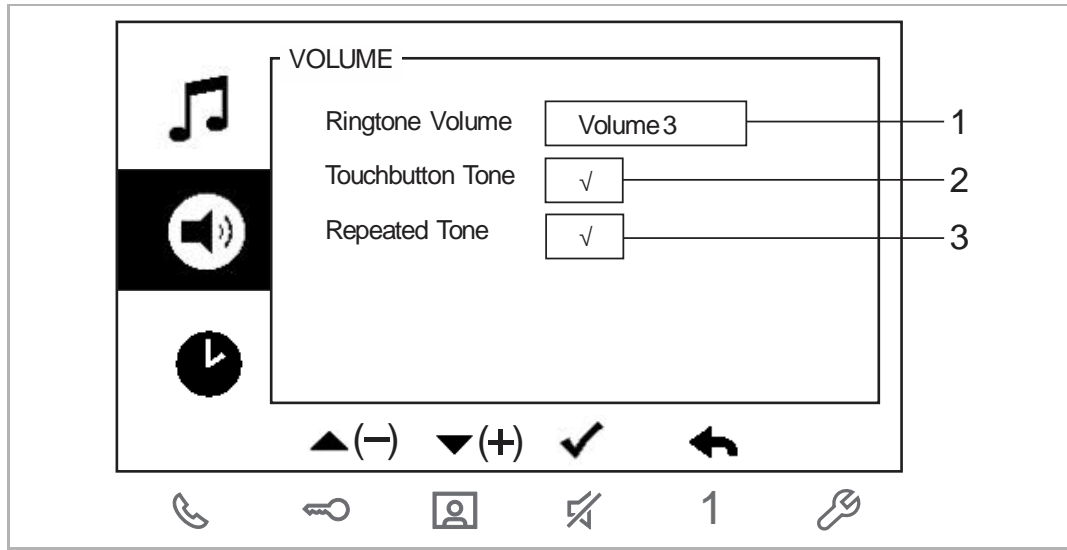 VOLUME
Ringtone Volume Volume 3 1
Touchbutton Tone √ 2
Repeated Tone √ 3
(−) (+)
1